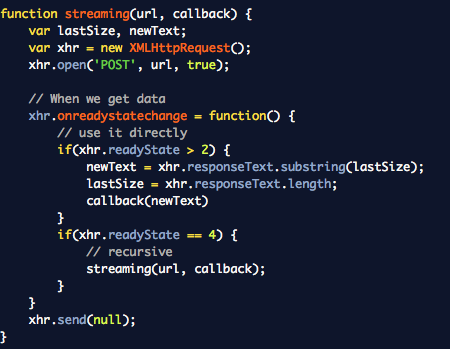 function streaming(url, callback) {
    var lastSize, newText;
    var xhr = new XMLHttpRequest();
    xhr.open('POST', url, true);

    // When we get data
    xhr.onreadystatechange = function() {
        // use it directly
        if(xhr.readyState > 2) {
            newText = xhr.responseText.substring(lastSize);
            lastSize = xhr.responseText.length;
            callback(newText)
        }
        if(xhr.readyState == 4) {
            // recursive
            streaming(url, callback);
        }
    }
    xhr.send(null);
}